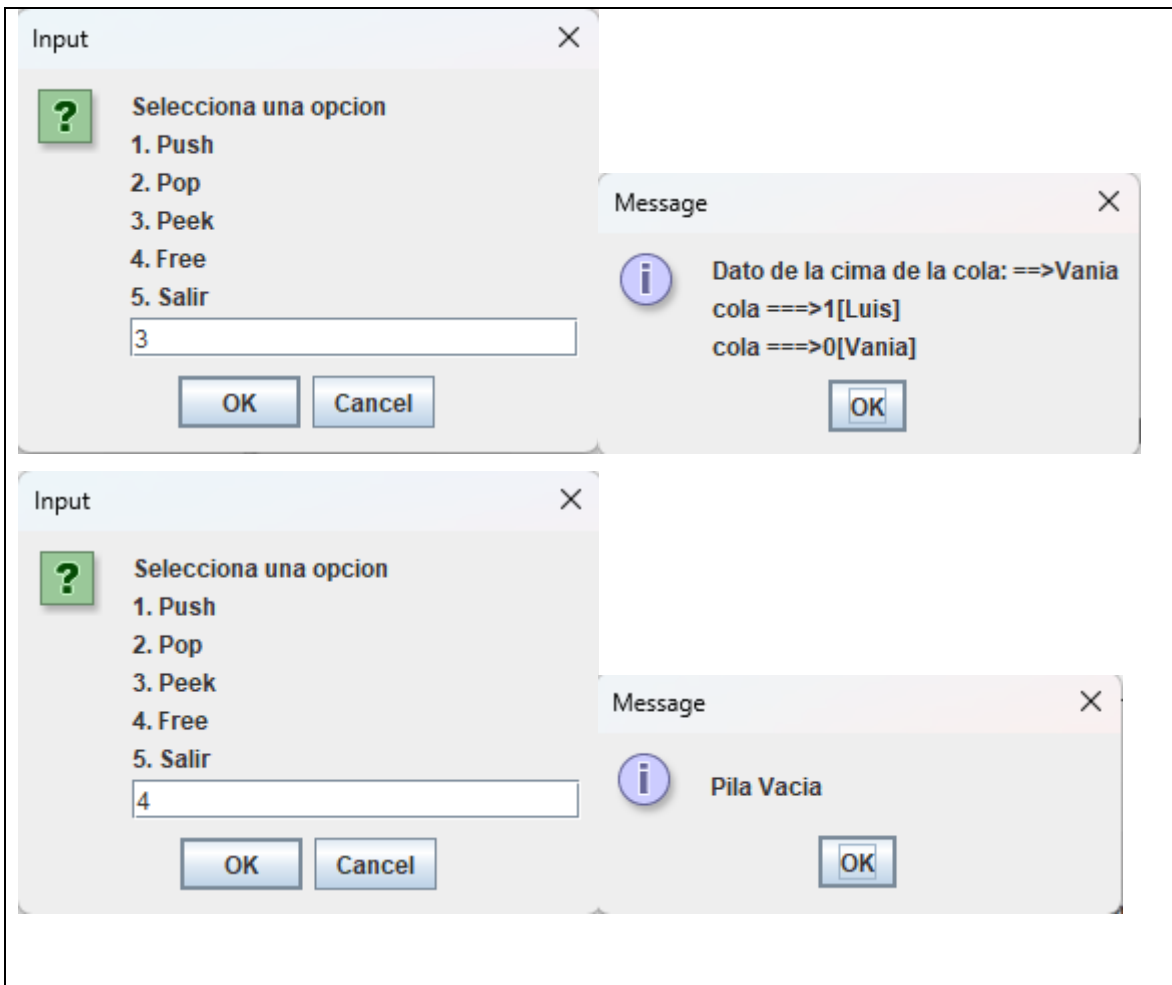 Input
Selecciona una opcion
1. Push
2. Pop
3. Peek
4. Free
5. Salir
3
OK Cancel
Message
Dato de la cima de la cola: ==>Vania
cola ===>1[Luis]
cola ===>0[Vania]
OK
Input
Selecciona una opcion
1. Push
2. Pop
3. Peek
4. Free
5. Salir
4
OK Cancel
Message
Pila Vacia
OK